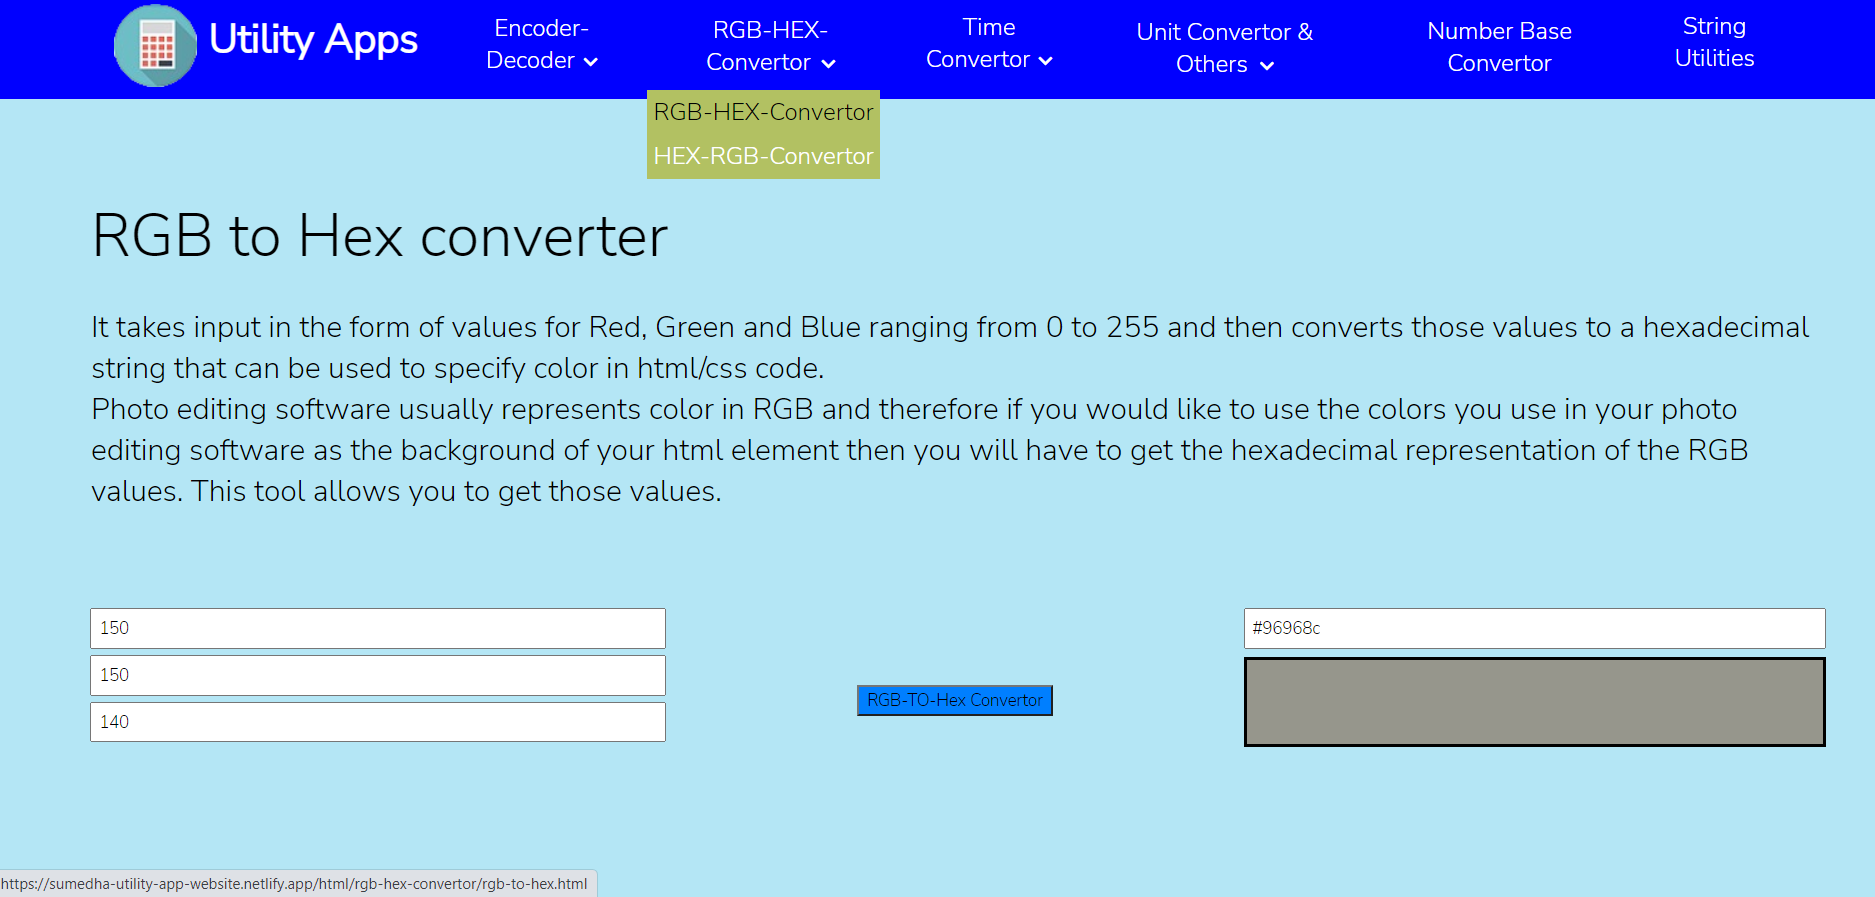 Utility Apps
Encoder-
Decoder
RGB-HEX-
Convertor
Time
Convertor
Unit Convertor &
Others
Number Base
Convertor
String
Utilities
RGB-HEX-Convertor
HEX-RGB-Convertor
RGB to Hex converter
It takes input in the form of values for Red, Green and Blue ranging from 0 to 255 and then converts those values to a hexadecimal
string that can be used to specify color in html/css code.
Photo editing software usually represents color in RGB and therefore if you would like to use the colors you use in your photo
editing software as the background of your html element then you will have to get the hexadecimal representation of the RGB
values. This tool allows you to get those values.
150
150
140
RGB-TO-Hex Convertor
#96968c
https://sumedha-utility-app-website.netlify.app/html/rgb-hex-convertor/rgb-to-hex.html